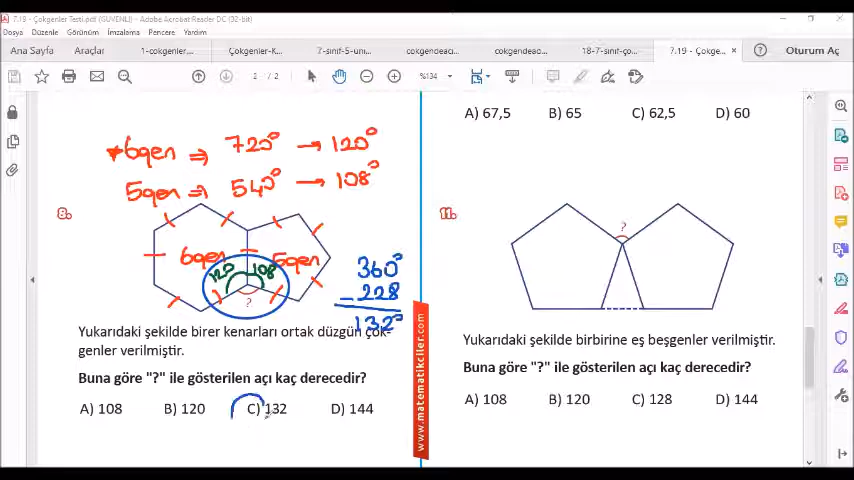 7.19 - Çokgenler Testi.pdf (GÜVENLİ) - Adobe Acrobat Reader DC (32-bit)
Dosya Düzenle Görünüm İmzalama Pencere Yardım
Ana Sayfa Araçlar 1-cokgenler... Çokgenler-K... 7-sinif-5-uni... cokgendeaci... cokgendeaci... 18-7-sinif-ço... 7.19 - Çokge... × Oturum Aç
2 / 2 %134
6gen ⇒ 720° → 120°
5gen ⇒ 540° → 108°
8.
6gen 5gen
120 108
?
360°
- 228
132°
Yukarıdaki şekilde birer kenarları ortak düzgün çok-
genler verilmiştir.
Buna göre "?" ile gösterilen açı kaç derecedir?
A) 108 B) 120 C) 132 D) 144
www.matematikciler.com
A) 67,5 B) 65 C) 62,5 D) 60
11.
?
Yukarıdaki şekilde birbirine eş beşgenler verilmiştir.
Buna göre "?" ile gösterilen açı kaç derecedir?
A) 108 B) 120 C) 128 D) 144